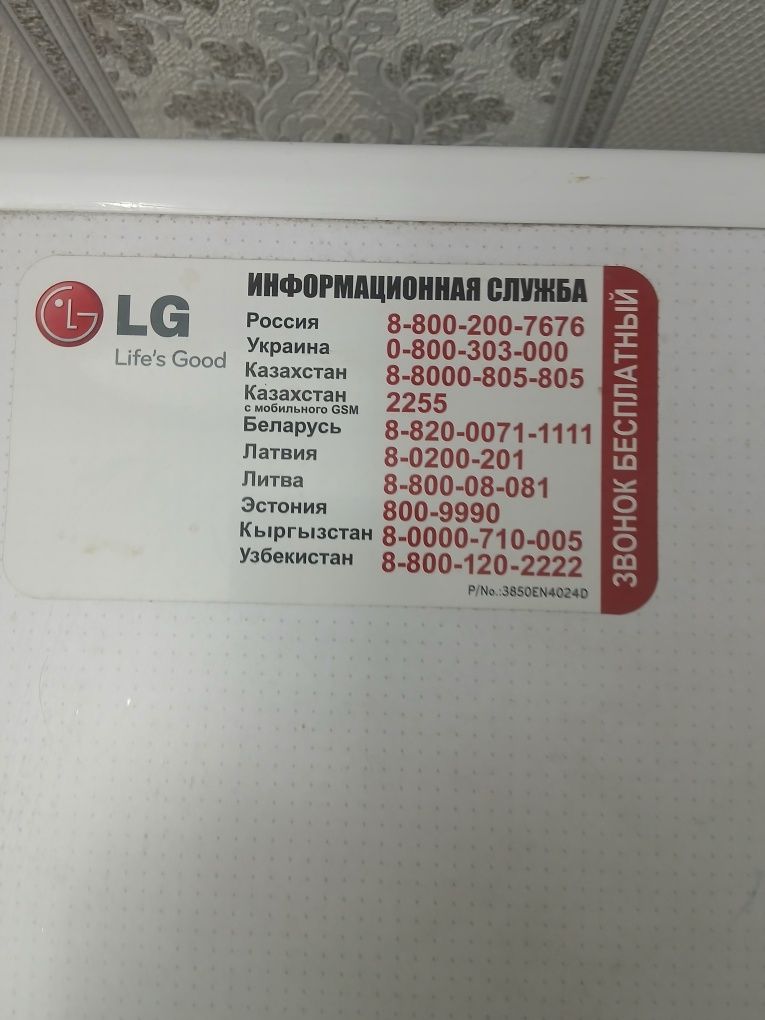 LG
Life's Good
ИНФОРМАЦИОННАЯ СЛУЖБА
Россия 8-800-200-7676
Украина 0-800-303-000
Казахстан 8-8000-805-805
Казахстан
с мобильного GSM 2255
Беларусь 8-820-0071-1111
Латвия 8-0200-201
Литва 8-800-08-081
Эстония 800-9990
Кыргызстан 8-0000-710-005
Узбекистан 8-800-120-2222
P/No.:3850EN4024D
ЗВОНОК БЕСПЛАТНЫЙ